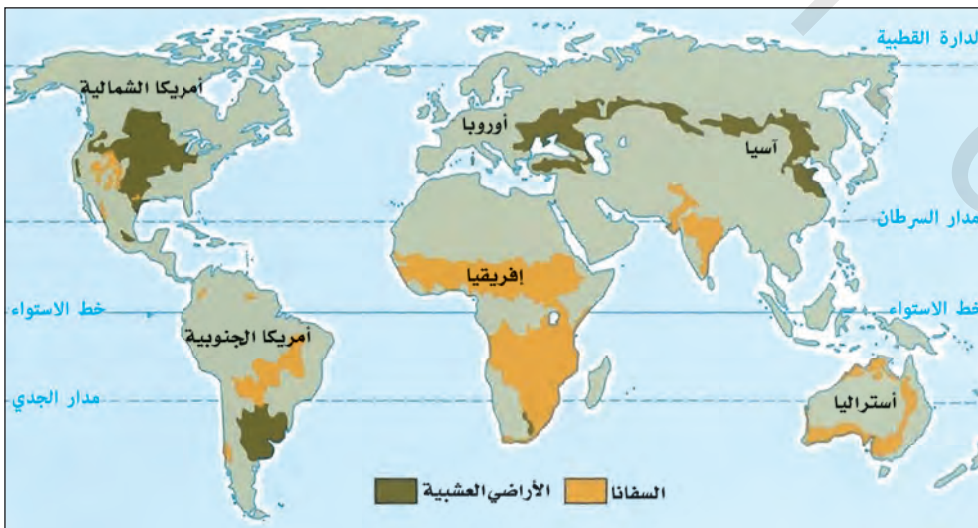 لدارة القطبية
أمريكا الشمالية
أوروبا
آسيا
مدار السرطان
إفريقيا
خط الاستواء
خط الاستواء
أمريكا الجنوبية
مدار الجدي
أستراليا
السفانا
الأراضي العشبية